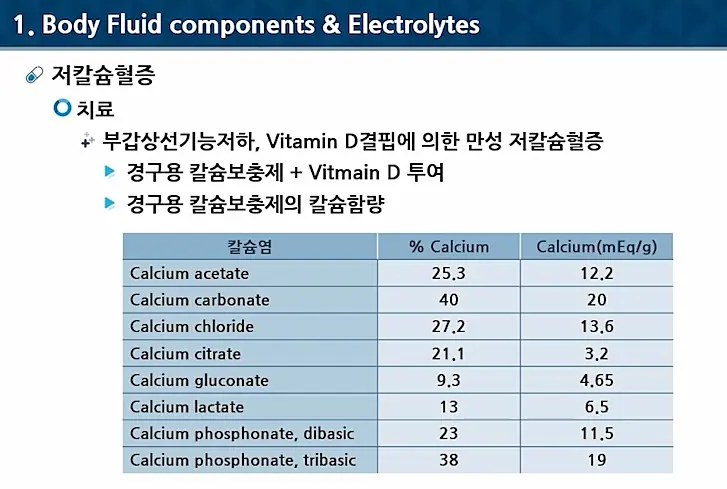 1. Body Fluid components & Electrolytes
저칼슘혈증
치료
부갑상선기능저하, Vitamin D결핍에 의한 만성 저칼슘혈증
경구용 칼슘보충제 + Vitmain D 투여
경구용 칼슘보충제의 칼슘함량
칼슘염 % Calcium Calcium(mEq/g)
Calcium acetate 25.3 12.2
Calcium carbonate 40 20
Calcium chloride 27.2 13.6
Calcium citrate 21.1 3.2
Calcium gluconate 9.3 4.65
Calcium lactate 13 6.5
Calcium phosphonate, dibasic 23 11.5
Calcium phosphonate, tribasic 38 19